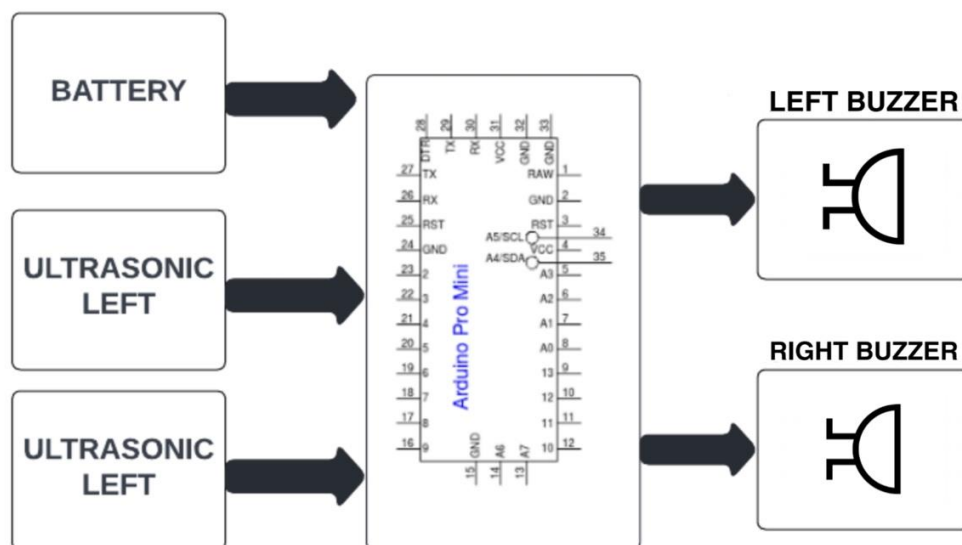 BATTERY
ULTRASONIC
LEFT
ULTRASONIC
LEFT
28
29
30
31
32
33
DTR
TX
RX
VCC
GND
GND
27
TX
26
RX
25
RST
24
GND
23
2
22
3
21
4
20
5
19
6
18
7
17
8
16
9
Arduino Pro Mini
RAW
1
GND
2
RST
3
A5/SCL
34
VCC
4
A4/SDA
35
A3
5
A2
6
A1
7
A0
8
13
9
12
10
11
11
10
12
GND
A6
A7
15
14
13
LEFT BUZZER
RIGHT BUZZER